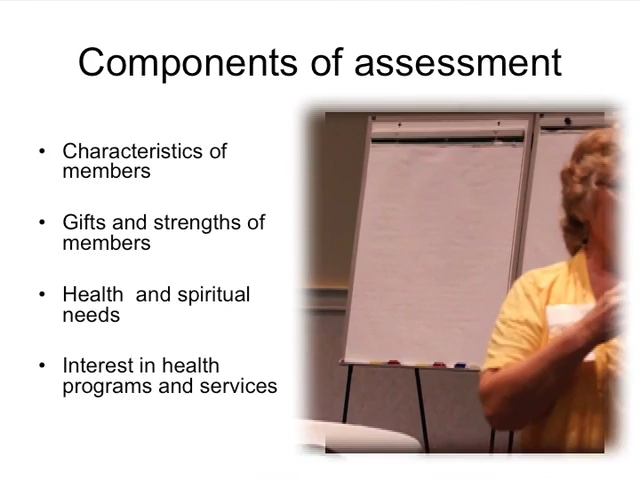 Components of assessment
• Characteristics of
members
• Gifts and strengths of
members
• Health  and spiritual
needs
• Interest in health
programs and services